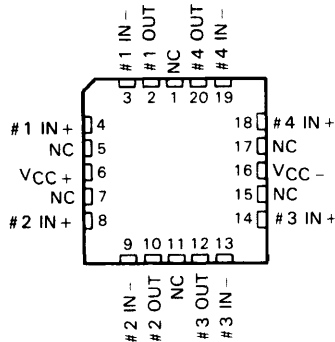 #1 IN−
#1 OUT
NC
#4 OUT
#4 IN−
3 2 1 20 19
#1 IN+ 4
NC 5
VCC+ 6
NC 7
#2 IN+ 8
18 #4 IN+
17 NC
16 VCC−
15 NC
14 #3 IN+
9 10 11 12 13
#2 IN−
#2 OUT
NC
#3 OUT
#3 IN−